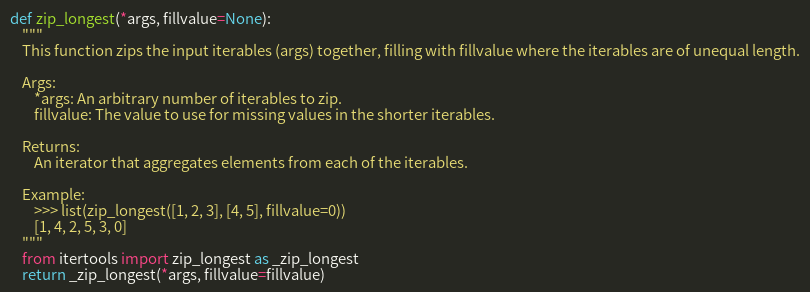 def zip_longest(*args, fillvalue=None):
    """
    This function zips the input iterables (args) together, filling with fillvalue where the iterables are of unequal length.

    Args:
        *args: An arbitrary number of iterables to zip.
        fillvalue: The value to use for missing values in the shorter iterables.

    Returns:
        An iterator that aggregates elements from each of the iterables.

    Example:
        >>> list(zip_longest([1, 2, 3], [4, 5], fillvalue=0))
        [1, 4, 2, 5, 3, 0]
    """
    from itertools import zip_longest as _zip_longest
    return _zip_longest(*args, fillvalue=fillvalue)